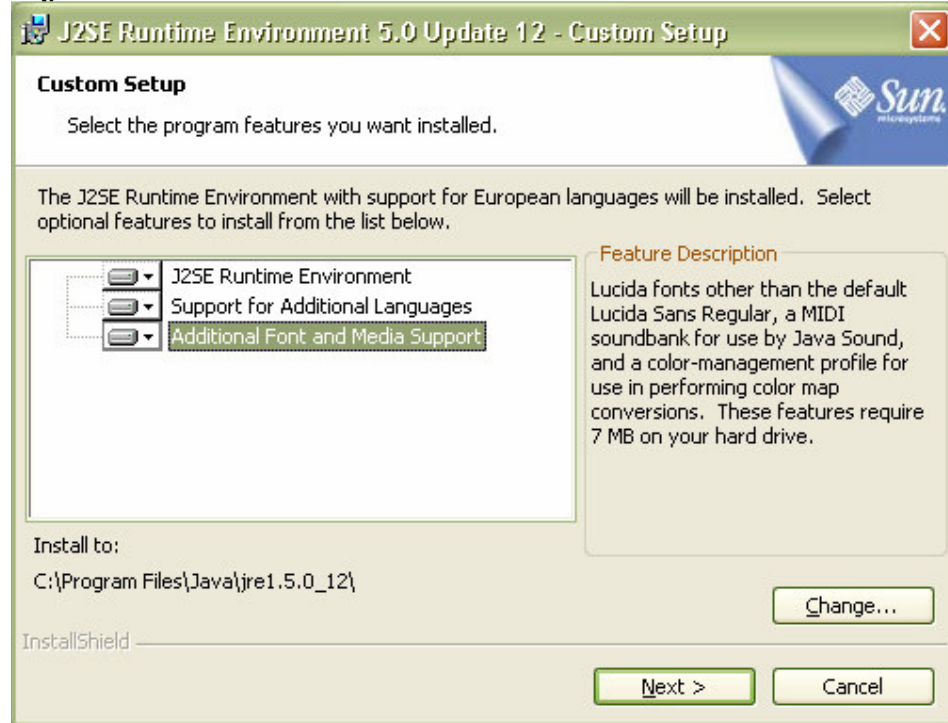 J2SE Runtime Environment 5.0 Update 12 - Custom Setup
Custom Setup
Select the program features you want installed.
Sun
microsystems
The J2SE Runtime Environment with support for European languages will be installed. Select
optional features to install from the list below.
J2SE Runtime Environment
Support for Additional Languages
Additional Font and Media Support
Feature Description
Lucida fonts other than the default
Lucida Sans Regular, a MIDI
soundbank for use by Java Sound,
and a color-management profile for
use in performing color map
conversions. These features require
7 MB on your hard drive.
Install to:
C:\Program Files\Java\jre1.5.0_12\
Change...
InstallShield
Next >
Cancel